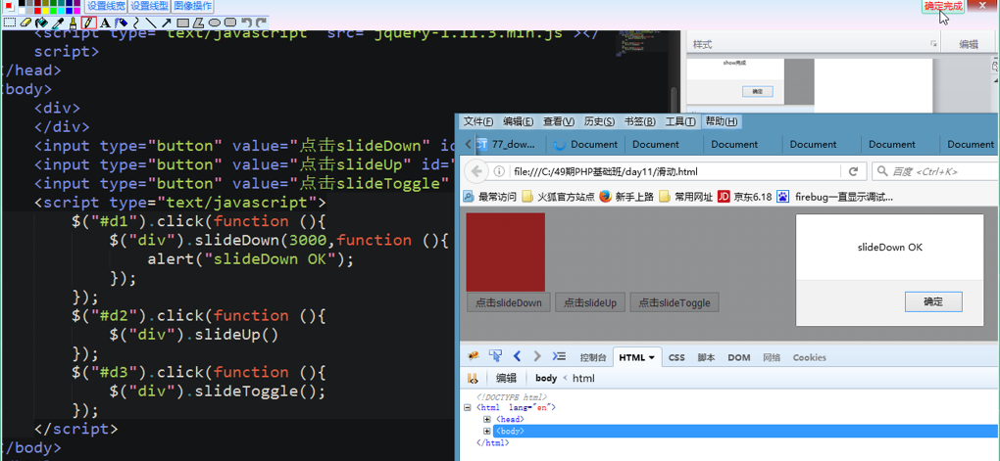 设置线宽 设置线型 图像操作
确定完成
<script type="text/javascript" src="jquery-1.11.3.min.js"></
script>
</head>
<body>
<div>
</div>
<input type="button" value="点击slideDown" id
<input type="button" value="点击slideUp" id="
<input type="button" value="点击slideToggle"
<script type="text/javascript">
$("#d1").click(function (){
$("div").slideDown(3000,function (){
alert("slideDown OK");
});
});
$("#d2").click(function (){
$("div").slideUp()
});
$("#d3").click(function (){
$("div").slideToggle();
});
</script>
</body>
样式
编辑
show完成
确定
文件(F) 编辑(E) 查看(V) 历史(S) 书签(B) 工具(T) 帮助(H)
77_dow... Document Document Document Document Document Document
file:///C:/49期PHP基础班/day11/滑动.html
百度 <Ctrl+K>
最常访问 火狐官方站点 新手上路 常用网址 JD 京东6.18 firebug一直显示调试...
slideDown OK
确定
点击slideDown 点击slideUp 点击slideToggle
控制台 HTML CSS 脚本 DOM 网络 Cookies
编辑 body < html
<!DOCTYPE html>
<html lang="en">
<head>
<body>
</html>